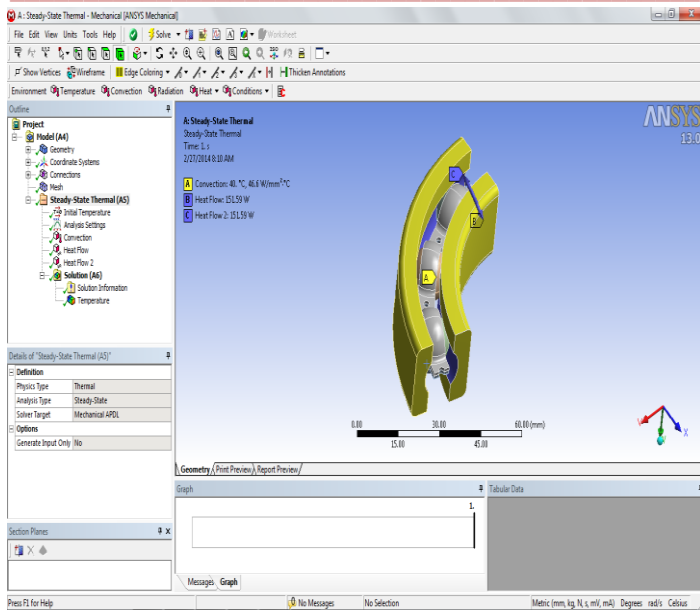 A : Steady-State Thermal - Mechanical [ANSYS Mechanical]
File Edit View Units Tools Help Solve Worksheet
Show Vertices Wireframe Edge Coloring Thicken Annotations
Environment Temperature Convection Radiation Heat Conditions
Outline
Project
Model (A4)
Geometry
Coordinate Systems
Connections
Mesh
Steady-State Thermal (A5)
Initial Temperature
Analysis Settings
Convection
Heat Flow
Heat Flow 2
Solution (A6)
Solution Information
Temperature
Details of "Steady-State Thermal (A5)"
Definition
Physics Type Thermal
Analysis Type Steady-State
Solver Target Mechanical APDL
Options
Generate Input Only No
Section Planes
A: Steady-State Thermal
Steady-State Thermal
Time: 1. s
2/27/2014 8:10 AM
A Convection: 40. °C, 46.6 W/mm²·°C
B Heat Flow: 151.59 W
C Heat Flow 2: 151.59 W
ANSYS
13.0
C
B
A
0.00 30.00 60.00 (mm)
15.00 45.00
X
Geometry Print Preview Report Preview
Graph
1.
Messages Graph
Tabular Data
Press F1 for Help No Messages No Selection Metric (mm, kg, N, s, mV, mA) Degrees rad/s Celsius